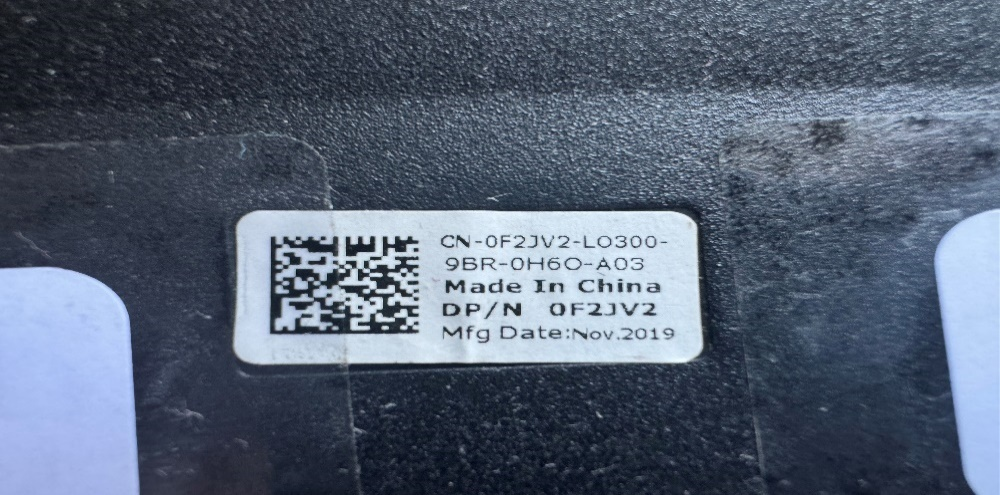 CN-0F2JV2-LO300-
9BR-0H6O-A03
Made In China
DP/N 0F2JV2
Mfg Date:Nov.2019